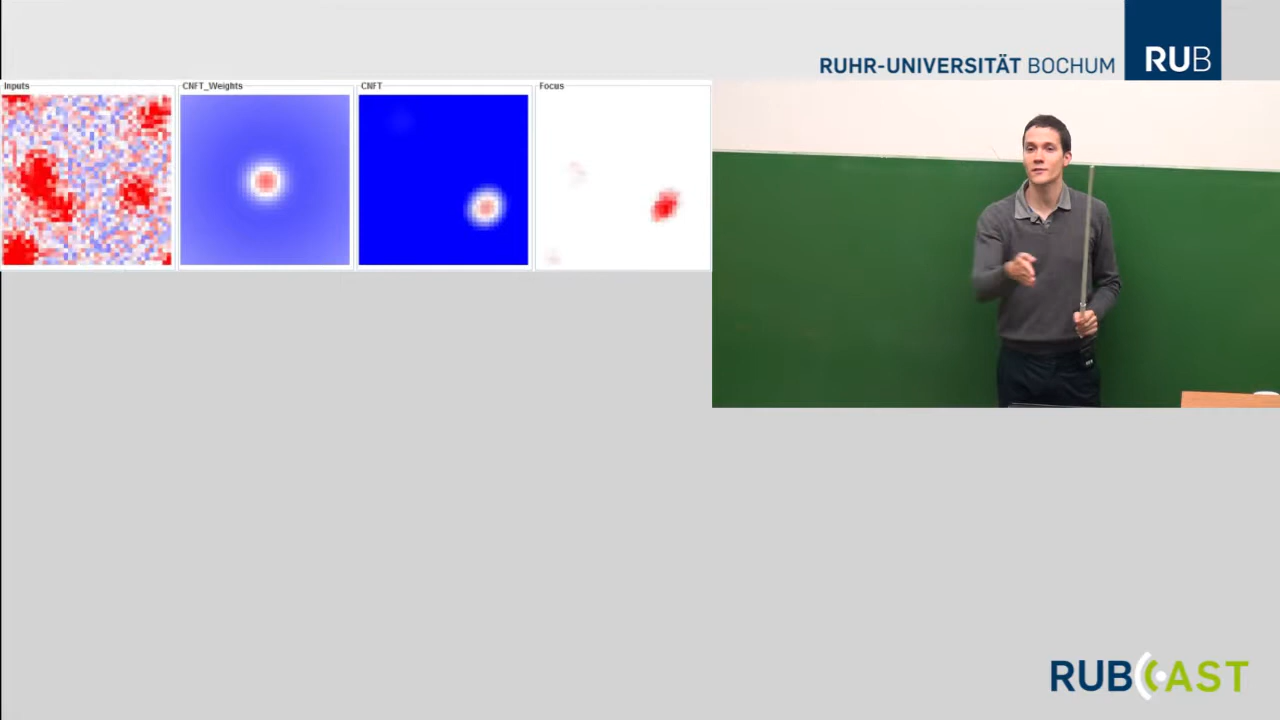 RUHR-UNIVERSITÄT BOCHUM
RUB
Inputs
CNFT_Weights
CNFT
Focus
RUBCAST